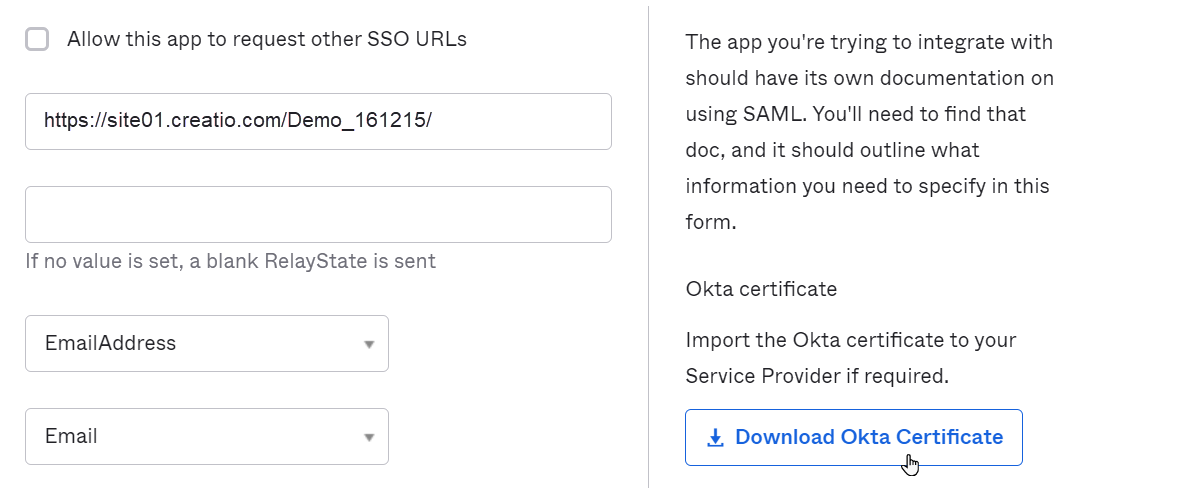 Allow this app to request other SSO URLs
https://site01.creatio.com/Demo_161215/
If no value is set, a blank RelayState is sent
EmailAddress
Email
The app you're trying to integrate with
should have its own documentation on
using SAML. You'll need to find that
doc, and it should outline what
information you need to specify in this
form.
Okta certificate
Import the Okta certificate to your
Service Provider if required.
Download Okta Certificate